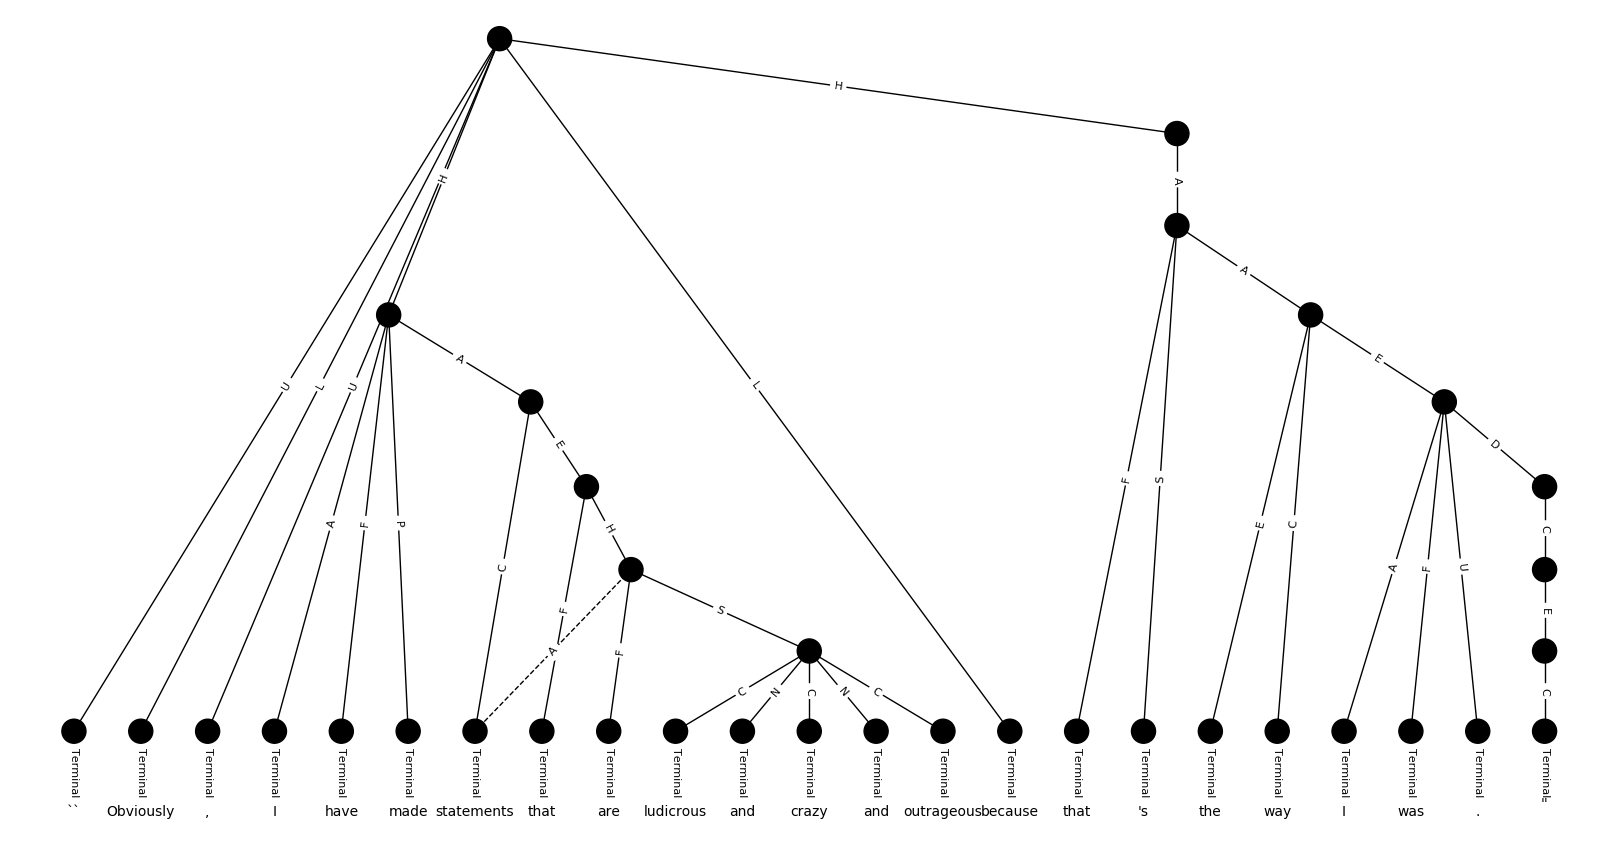 H
A
H
A
U
L
U
A
L
E
A
E
D
F
S
A
F
P
E
C
H
C
C
F
A
F
U
F
S
E
A
F
C
N
C
N
C
C
Terminal Terminal Terminal Terminal Terminal Terminal Terminal Terminal Terminal Terminal Terminal Terminal Terminal Terminal Terminal Terminal Terminal Terminal Terminal Terminal Terminal Terminal Terminal
`` Obviously , I have made statements that are ludicrous and crazy and outrageous because that 's the way I was . ''